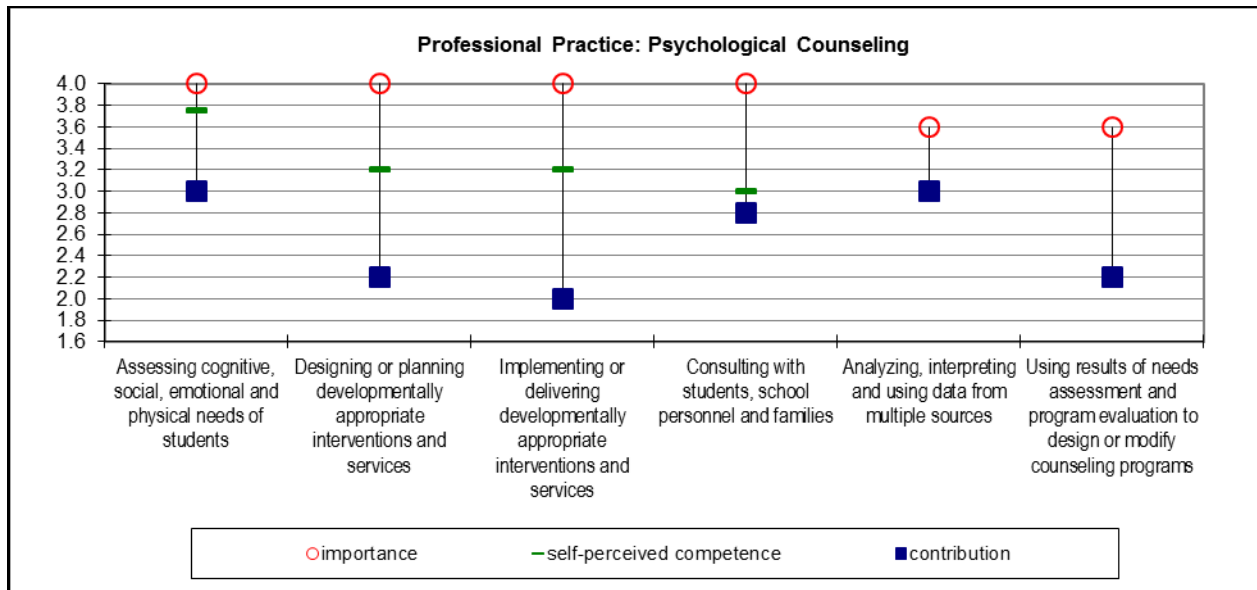 Professional Practice: Psychological Counseling
4.0
3.8
3.6
3.4
3.2
3.0
2.8
2.6
2.4
2.2
2.0
1.8
1.6
Assessing cognitive,
social, emotional and
physical needs of
students
Designing or planning
developmentally
appropriate
interventions and
services
Implementing or
delivering
developmentally
appropriate
interventions and
services
Consulting with
students, school
personnel and families
Analyzing, interpreting
and using data from
multiple sources
Using results of needs
assessment and
program evaluation to
design or modify
counseling programs
importance
self-perceived competence
contribution